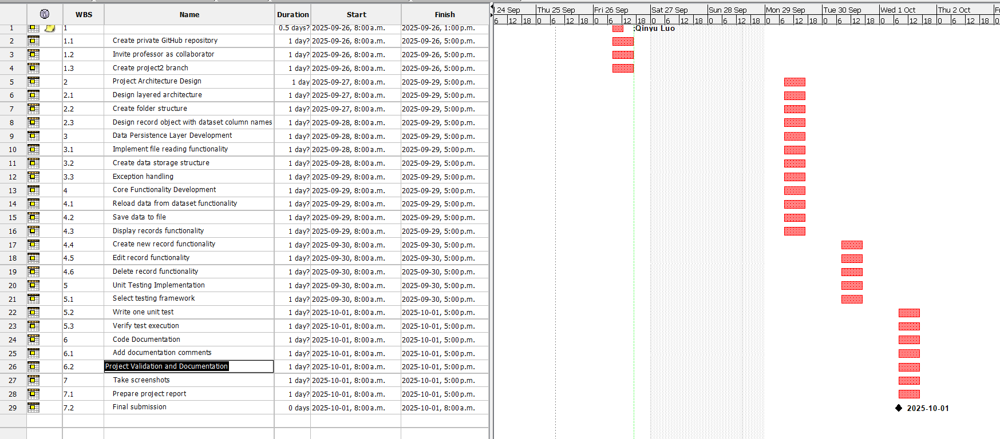 WBS Name Duration Start Finish
24 Sep Thu 25 Sep Fri 26 Sep Sat 27 Sep Sun 28 Sep Mon 29 Sep Tue 30 Sep Wed 1 Oct Thu 2 Oct
6 12 18 0 6 12 18 0 6 12 18 0 6 12 18 0 6 12 18 0 6 12 18 0 6 12 18 0 6 12 18 0 6 12 18 0
1 1 0.5 days? 2025-09-26, 8:00 a.m. 2025-09-26, 1:00 p.m. Qinyu Luo
2 1.1 Create private GitHub repository 1 day? 2025-09-26, 8:00 a.m. 2025-09-26, 5:00 p.m.
3 1.2 Invite professor as collaborator 1 day? 2025-09-26, 8:00 a.m. 2025-09-26, 5:00 p.m.
4 1.3 Create project2 branch 1 day? 2025-09-26, 8:00 a.m. 2025-09-26, 5:00 p.m.
5 2 Project Architecture Design 1 day 2025-09-27, 8:00 a.m. 2025-09-29, 5:00 p.m.
6 2.1 Design layered architecture 1 day? 2025-09-27, 8:00 a.m. 2025-09-29, 5:00 p.m.
7 2.2 Create folder structure 1 day? 2025-09-27, 8:00 a.m. 2025-09-29, 5:00 p.m.
8 2.3 Design record object with dataset column names 1 day? 2025-09-28, 8:00 a.m. 2025-09-29, 5:00 p.m.
9 3 Data Persistence Layer Development 1 day? 2025-09-28, 8:00 a.m. 2025-09-29, 5:00 p.m.
10 3.1 Implement file reading functionality 1 day? 2025-09-28, 8:00 a.m. 2025-09-29, 5:00 p.m.
11 3.2 Create data storage structure 1 day? 2025-09-28, 8:00 a.m. 2025-09-29, 5:00 p.m.
12 3.3 Exception handling 1 day? 2025-09-29, 8:00 a.m. 2025-09-29, 5:00 p.m.
13 4 Core Functionality Development 1 day? 2025-09-29, 8:00 a.m. 2025-09-29, 5:00 p.m.
14 4.1 Reload data from dataset functionality 1 day? 2025-09-29, 8:00 a.m. 2025-09-29, 5:00 p.m.
15 4.2 Save data to file 1 day? 2025-09-29, 8:00 a.m. 2025-09-29, 5:00 p.m.
16 4.3 Display records functionality 1 day? 2025-09-29, 8:00 a.m. 2025-09-29, 5:00 p.m.
17 4.4 Create new record functionality 1 day? 2025-09-30, 8:00 a.m. 2025-09-30, 5:00 p.m.
18 4.5 Edit record functionality 1 day? 2025-09-30, 8:00 a.m. 2025-09-30, 5:00 p.m.
19 4.6 Delete record functionality 1 day? 2025-09-30, 8:00 a.m. 2025-09-30, 5:00 p.m.
20 5 Unit Testing Implementation 1 day? 2025-09-30, 8:00 a.m. 2025-09-30, 5:00 p.m.
21 5.1 Select testing framework 1 day? 2025-09-30, 8:00 a.m. 2025-09-30, 5:00 p.m.
22 5.2 Write one unit test 1 day? 2025-10-01, 8:00 a.m. 2025-10-01, 5:00 p.m.
23 5.3 Verify test execution 1 day? 2025-10-01, 8:00 a.m. 2025-10-01, 5:00 p.m.
24 6 Code Documentation 1 day? 2025-10-01, 8:00 a.m. 2025-10-01, 5:00 p.m.
25 6.1 Add documentation comments 1 day? 2025-10-01, 8:00 a.m. 2025-10-01, 5:00 p.m.
26 6.2 Project Validation and Documentation 1 day? 2025-10-01, 8:00 a.m. 2025-10-01, 5:00 p.m.
27 7 Take screenshots 1 day? 2025-10-01, 8:00 a.m. 2025-10-01, 5:00 p.m.
28 7.1 Prepare project report 1 day? 2025-10-01, 8:00 a.m. 2025-10-01, 5:00 p.m.
29 7.2 Final submission 0 days 2025-10-01, 8:00 a.m. 2025-10-01, 8:00 a.m. 2025-10-01